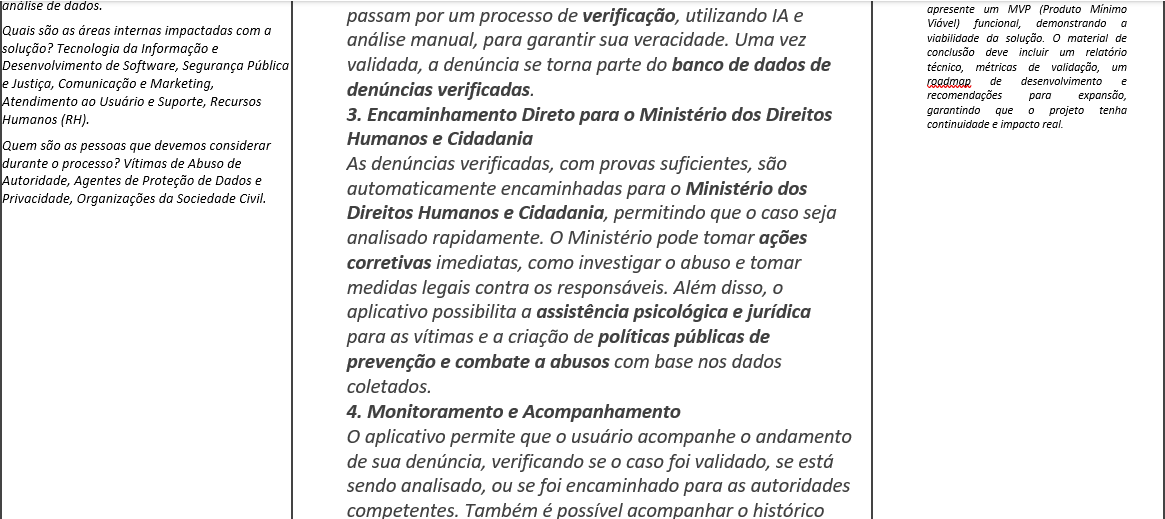 análise de dados.
Quais são as áreas internas impactadas com a
solução? Tecnologia da Informação e
Desenvolvimento de Software, Segurança Pública
e Justiça, Comunicação e Marketing,
Atendimento ao Usuário e Suporte, Recursos
Humanos (RH).
Quem são as pessoas que devemos considerar
durante o processo? Vítimas de Abuso de
Autoridade, Agentes de Proteção de Dados e
Privacidade, Organizações da Sociedade Civil.
passam por um processo de verificação, utilizando IA e
análise manual, para garantir sua veracidade. Uma vez
validada, a denúncia se torna parte do banco de dados de
denúncias verificadas.
3. Encaminhamento Direto para o Ministério dos Direitos
Humanos e Cidadania
As denúncias verificadas, com provas suficientes, são
automaticamente encaminhadas para o Ministério dos
Direitos Humanos e Cidadania, permitindo que o caso seja
analisado rapidamente. O Ministério pode tomar ações
corretivas imediatas, como investigar o abuso e tomar
medidas legais contra os responsáveis. Além disso, o
aplicativo possibilita a assistência psicológica e jurídica
para as vítimas e a criação de políticas públicas de
prevenção e combate a abusos com base nos dados
coletados.
4. Monitoramento e Acompanhamento
O aplicativo permite que o usuário acompanhe o andamento
de sua denúncia, verificando se o caso foi validado, se está
sendo analisado, ou se foi encaminhado para as autoridades
competentes. Também é possível acompanhar o histórico
apresente um MVP (Produto Mínimo
Viável) funcional, demonstrando a
viabilidade da solução. O material de
conclusão deve incluir um relatório
técnico, métricas de validação, um
roadmap de desenvolvimento e
recomendações para expansão,
garantindo que o projeto tenha
continuidade e impacto real.